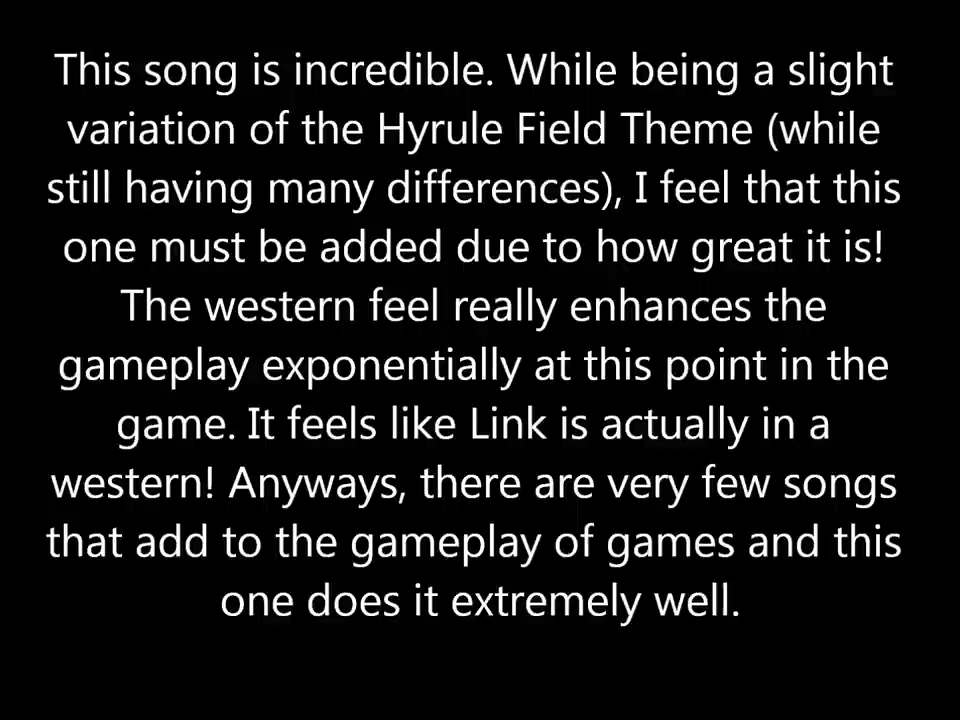 This song is incredible. While being a slight
variation of the Hyrule Field Theme (while
still having many differences), I feel that this
one must be added due to how great it is!
The western feel really enhances the
gameplay exponentially at this point in the
game. It feels like Link is actually in a
western! Anyways, there are very few songs
that add to the gameplay of games and this
one does it extremely well.